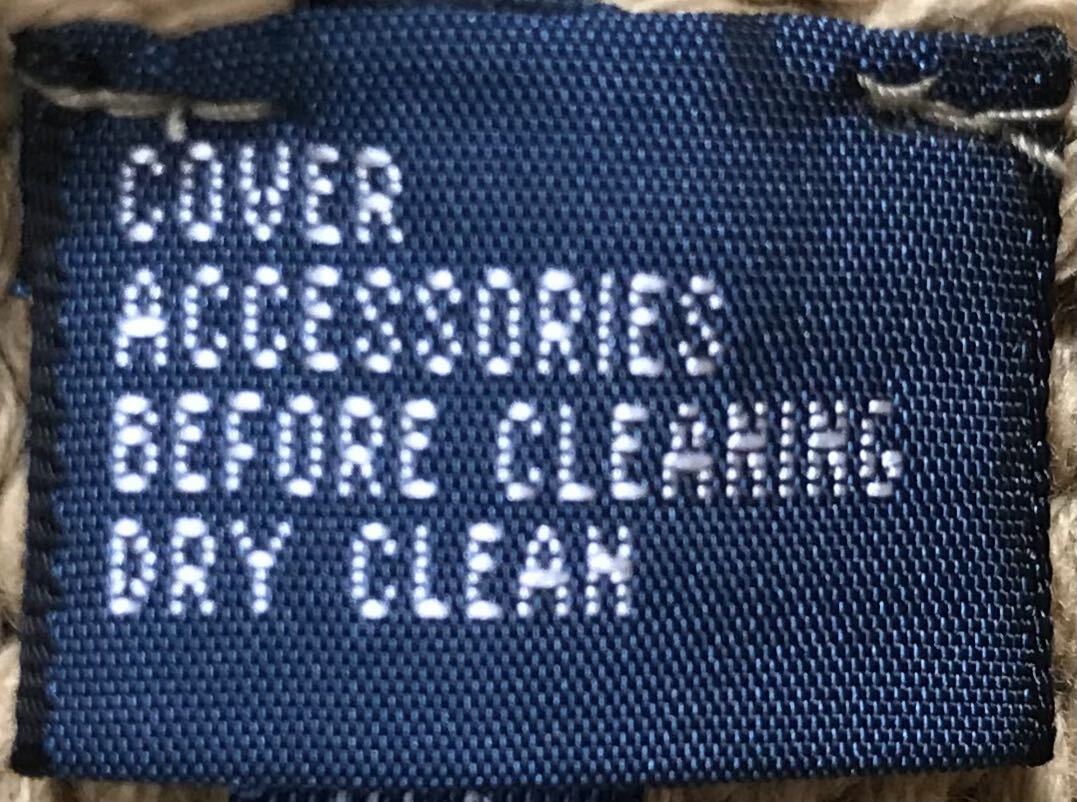 COVER
ACCESSORIES
BEFORE CLEANING
DRY CLEAN